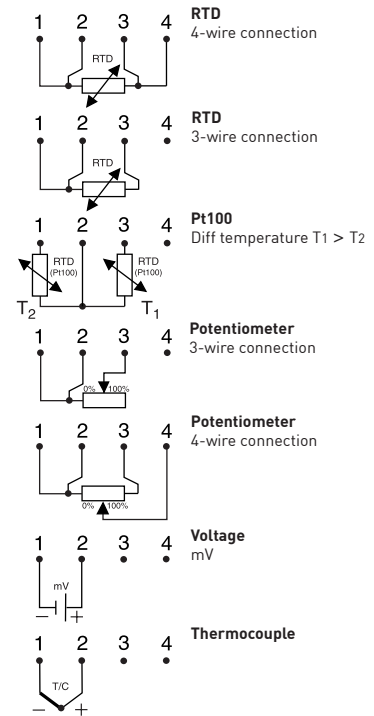 1 2 3 4 RTD
4-wire connection
RTD
1 2 3 4 RTD
3-wire connection
RTD
1 2 3 4 Pt100
Diff temperature T1 > T2
RTD RTD
(Pt100) (Pt100)
T2 T1
1 2 3 4 Potentiometer
3-wire connection
0% 100%
1 2 3 4 Potentiometer
4-wire connection
0% 100%
1 2 3 4 Voltage
mV
mV
– +
1 2 3 4 Thermocouple
T/C
– +